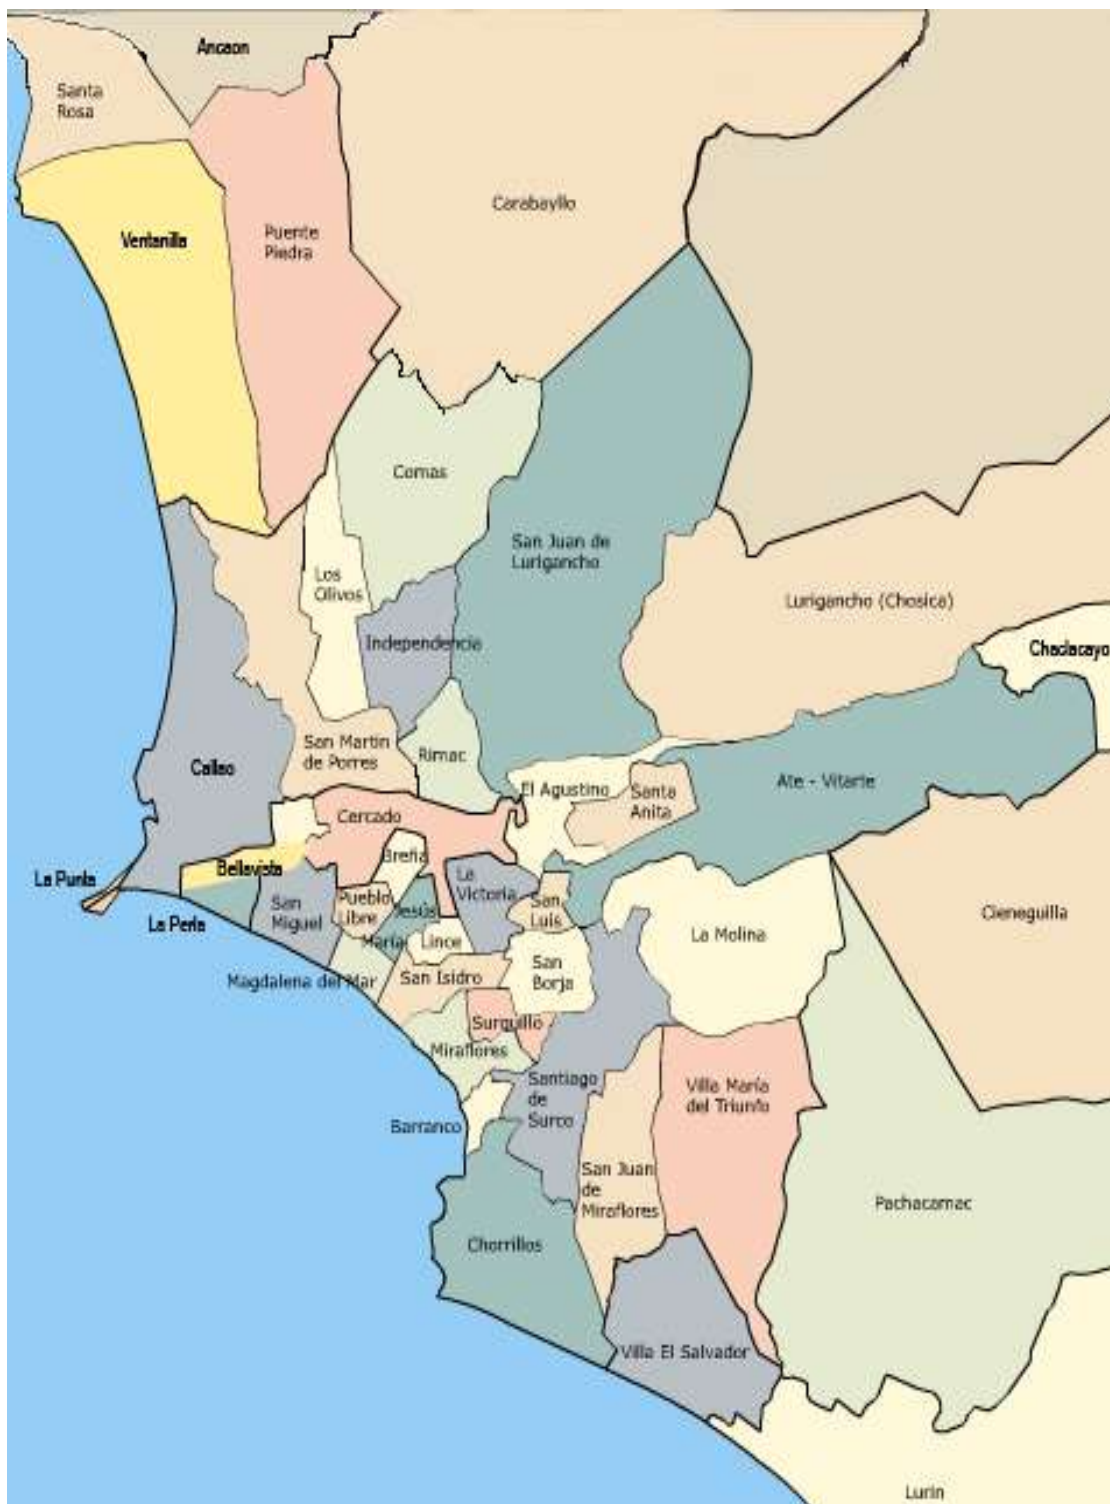 Ancaon
Santa
Rosa
Carabayllo
Ventanilla
Puente
Piedra
Comas
San Juan de
Lurigancho
Los
Olivos
Lurigancho (Chosica)
Independencia
Chadacayo
San Martin
de Porres
Rimac
Callao
El Agustino
Santa
Anita
Ate - Vitarte
Cercado
Breña
Bellavista
La Punta
La
Victoria
Pueblo
Libre
San
Miguel
Jesús
María
San
Luis
La Perla
Lince
La Molina
Cieneguilla
Magdalena del Mar
San Isidro
San
Borja
Surquillo
Miraflores
Santiago
de
Surco
Villa María
del Triunfo
Barranco
San Juan
de
Miraflores
Pachacamac
Chorrillos
Villa El Salvador
Lurin